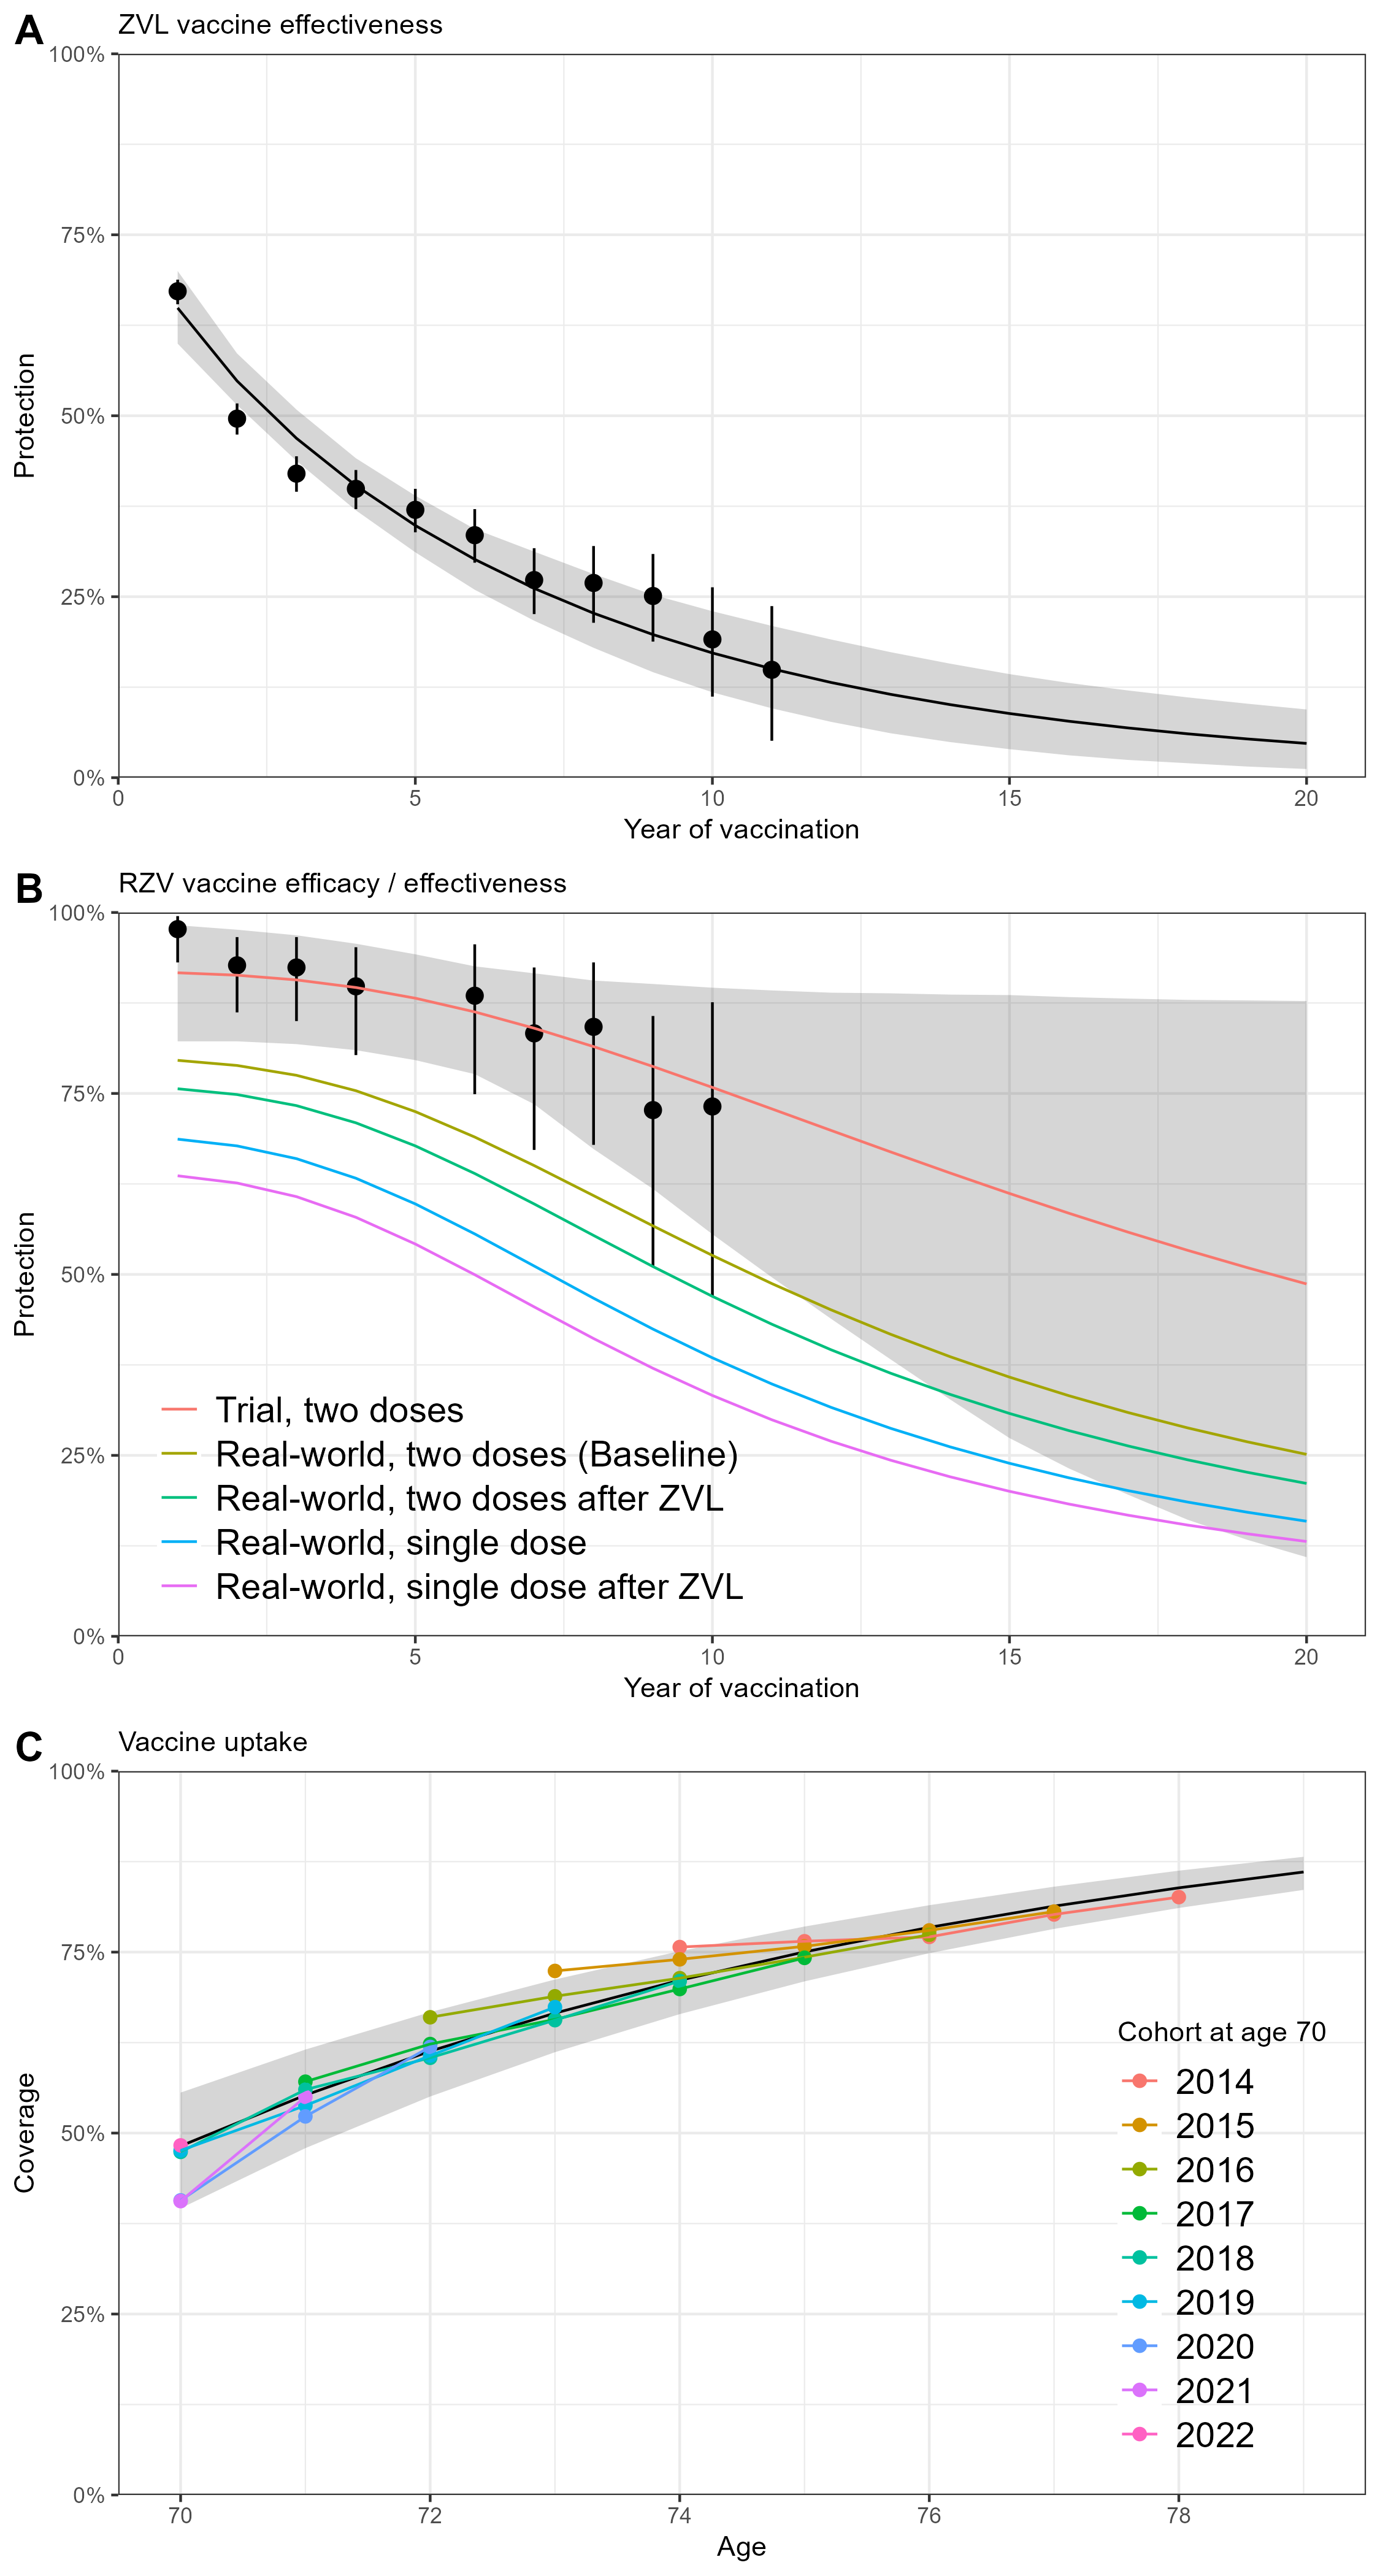 A
ZVL vaccine effectiveness
100%
75%
50%
25%
0%
Protection
0 5 10 15 20
Year of vaccination
B
RZV vaccine efficacy / effectiveness
100%
75%
50%
25%
0%
Protection
Trial, two doses
Real-world, two doses (Baseline)
Real-world, two doses after ZVL
Real-world, single dose
Real-world, single dose after ZVL
0 5 10 15 20
Year of vaccination
C
Vaccine uptake
100%
75%
50%
25%
0%
Coverage
Cohort at age 70
2014
2015
2016
2017
2018
2019
2020
2021
2022
70 72 74 76 78
Age